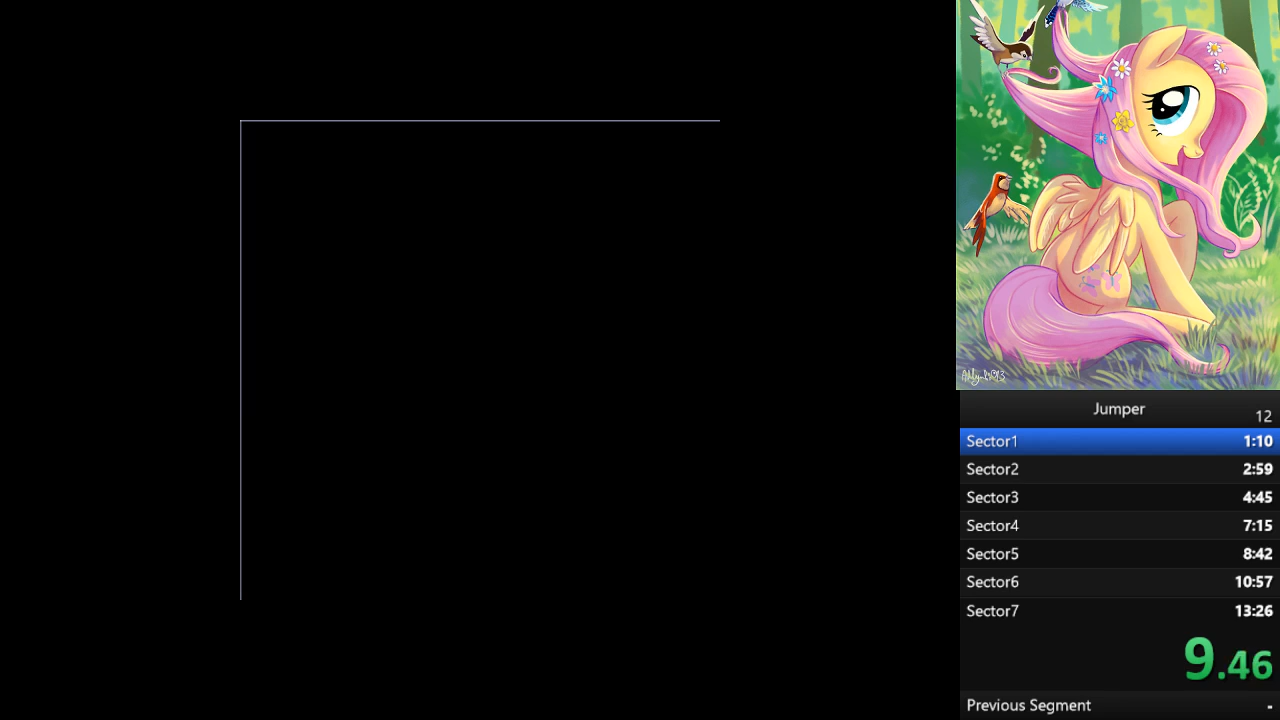 Jumper
12
Sector1 1:10
Sector2 2:59
Sector3 4:45
Sector4 7:15
Sector5 8:42
Sector6 10:57
Sector7 13:26
9.46
Previous Segment -